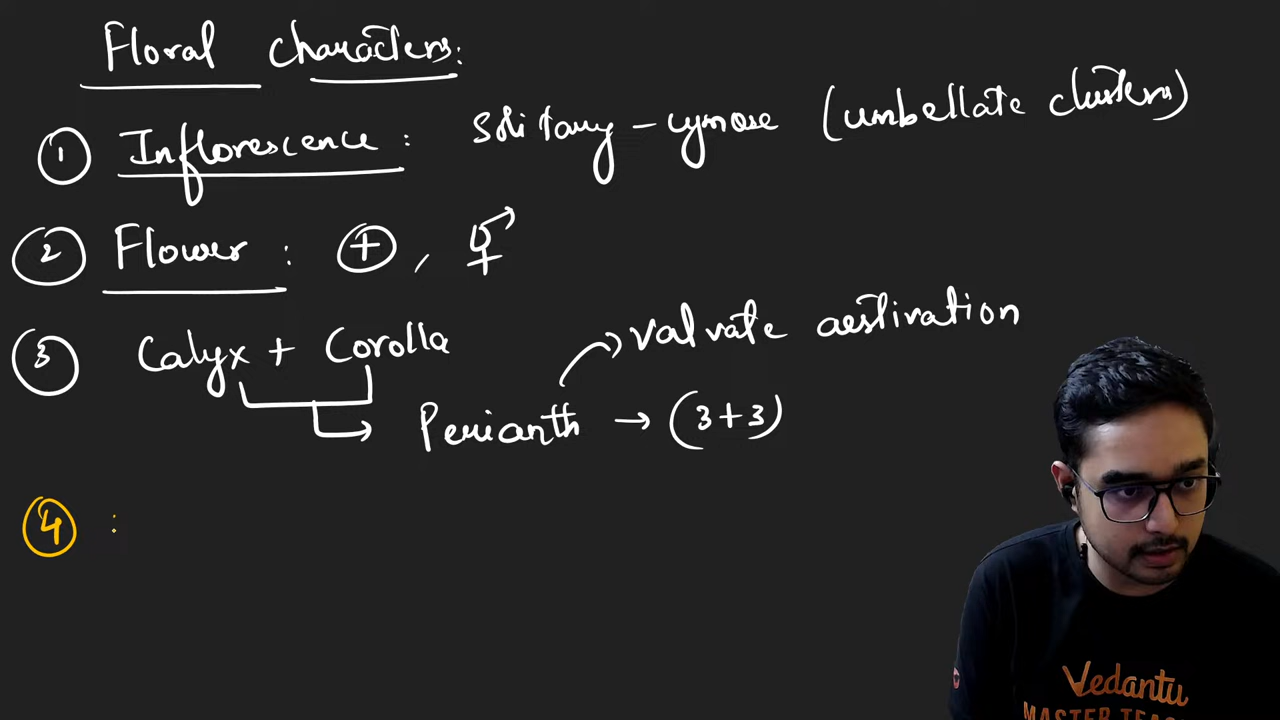 Floral characters:
① Inflorescence : Solitary - cymose (umbellate clusters)
② Flower : ⊕, ⚥
③ Calyx + Corolla
→ valvate aestivation
→ Perianth → (3+3)
④ :
Vedantu
MASTER TEAC